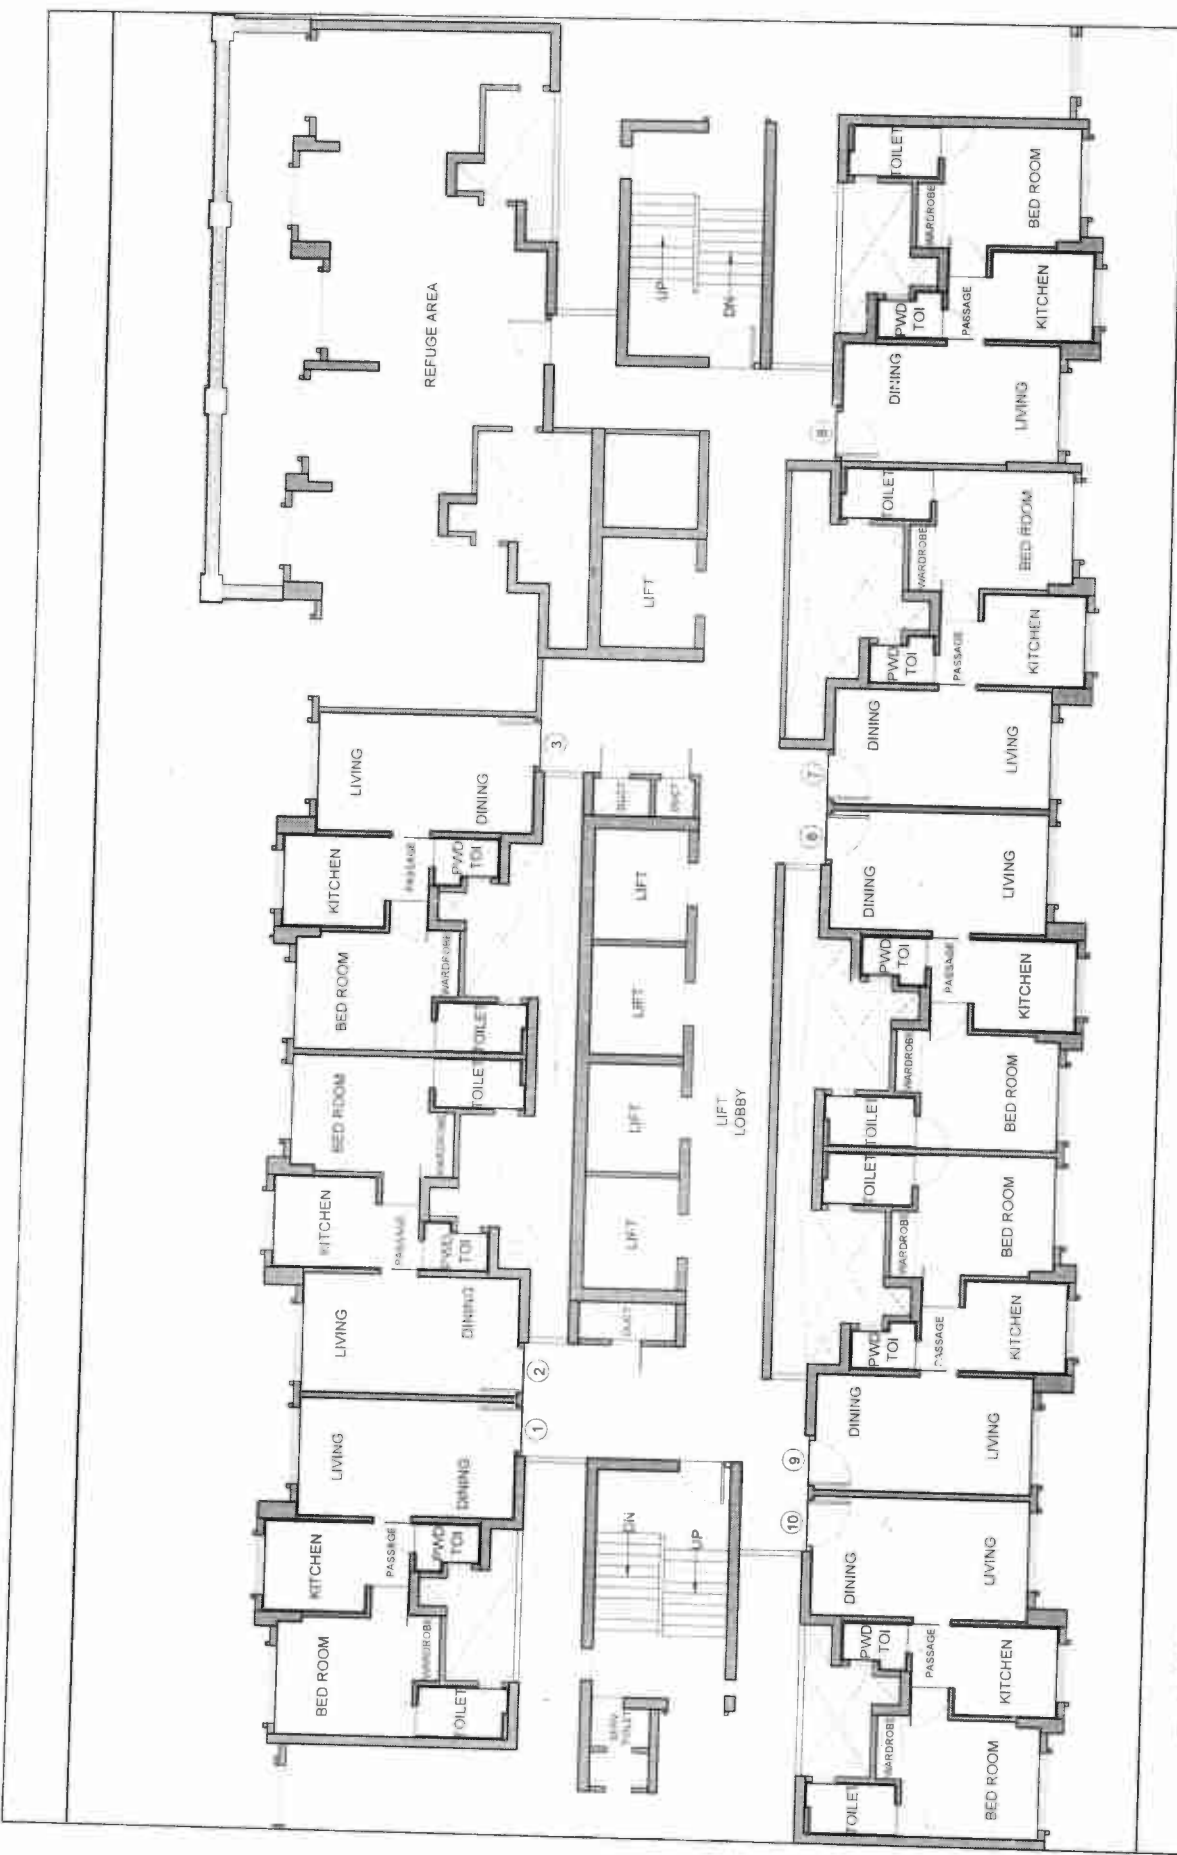 REFUGE AREA
UP
DN
LIFT
TOILET
WARDROBE
BED ROOM
PWD
TOI
PASSAGE
KITCHEN
DINING
LIVING
8
TOILET
WARDROBE
BED ROOM
PWD
TOI
PASSAGE
KITCHEN
DINING
LIVING
7
6
DINING
LIVING
PWD
TOI
PASSAGE
KITCHEN
WARDROBE
BED ROOM
TOILET
TOILET
WARDROBE
BED ROOM
PWD
TOI
PASSAGE
KITCHEN
DINING
LIVING
9
10
DINING
LIVING
PWD
TOI
PASSAGE
KITCHEN
WARDROBE
BED ROOM
TOILET
LIVING
DINING
3
KITCHEN
PASSAGE
PWD
TOI
BED ROOM
WARDROBE
TOILET
BED ROOM
TOILET
WARDROBE
KITCHEN
PASSAGE
PWD
TOI
LIVING
DINING
2
LIVING
DINING
1
KITCHEN
PASSAGE
PWD
TOI
BED ROOM
WARDROBE
TOILET
DUCT
DUCT
LIFT
LIFT
LIFT
LIFT
DUCT
LIFT
LOBBY
DN
UP
TOILET